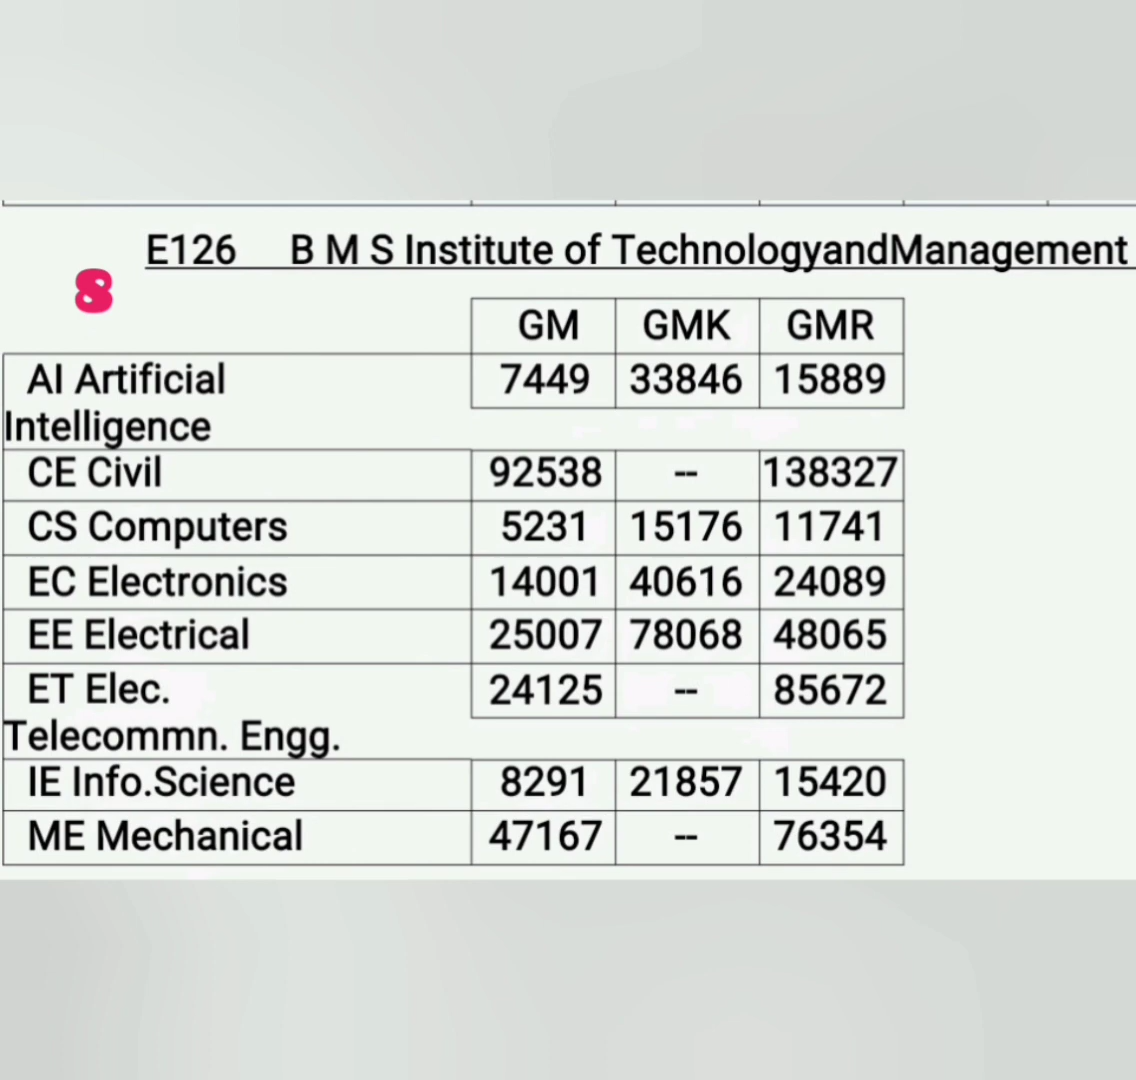 E126 B M S Institute of TechnologyandManagement
8
GM GMK GMR
AI Artificial 7449 33846 15889
Intelligence
CE Civil 92538 -- 138327
CS Computers 5231 15176 11741
EC Electronics 14001 40616 24089
EE Electrical 25007 78068 48065
ET Elec. 24125 -- 85672
Telecommn. Engg.
IE Info.Science 8291 21857 15420
ME Mechanical 47167 -- 76354